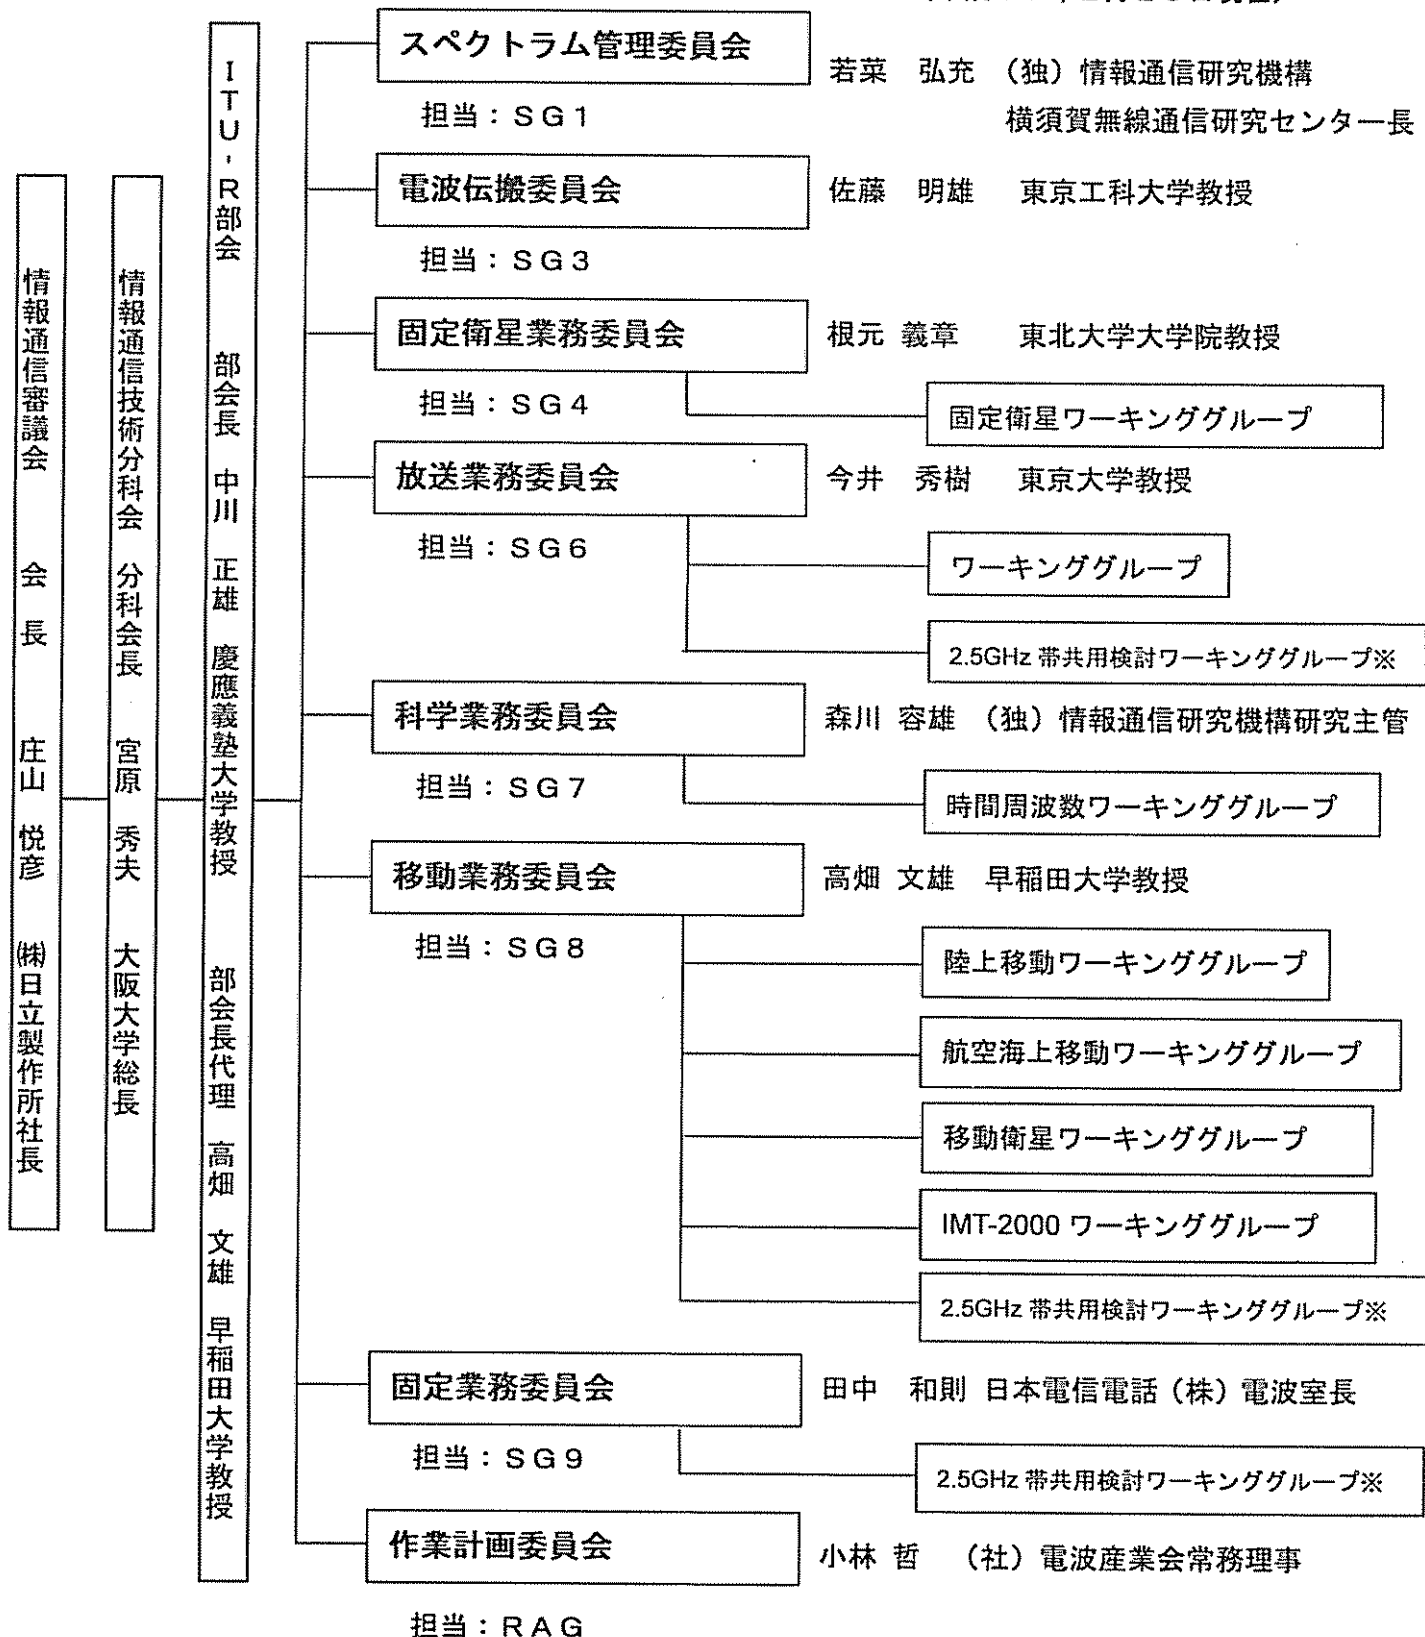 情報通信審議会　会長　庄山　悦彦　㈱日立製作所社長
情報通信技術分科会　分科会長　宮原　秀夫　大阪大学総長
ITU-R部会　部会長　中川　正雄　慶應義塾大学教授　部会長代理　高畑　文雄　早稲田大学教授
スペクトラム管理委員会
若菜　弘充　（独）情報通信研究機構
横須賀無線通信研究センター長
担当：ＳＧ１
電波伝搬委員会
佐藤　明雄　東京工科大学教授
担当：ＳＧ３
固定衛星業務委員会
根元 義章　東北大学大学院教授
担当：ＳＧ４
固定衛星ワーキンググループ
放送業務委員会
今井　秀樹　東京大学教授
担当：ＳＧ６
ワーキンググループ
2.5GHz 帯共用検討ワーキンググループ※
科学業務委員会
森川 容雄　（独）情報通信研究機構研究主管
担当：ＳＧ７
時間周波数ワーキンググループ
移動業務委員会
高畑 文雄　早稲田大学教授
担当：ＳＧ８
陸上移動ワーキンググループ
航空海上移動ワーキンググループ
移動衛星ワーキンググループ
IMT-2000 ワーキンググループ
2.5GHz 帯共用検討ワーキンググループ※
固定業務委員会
田中　和則 日本電信電話（株）電波室長
担当：ＳＧ９
2.5GHz 帯共用検討ワーキンググループ※
作業計画委員会
小林 哲　（社）電波産業会常務理事
担当：ＲＡＧ